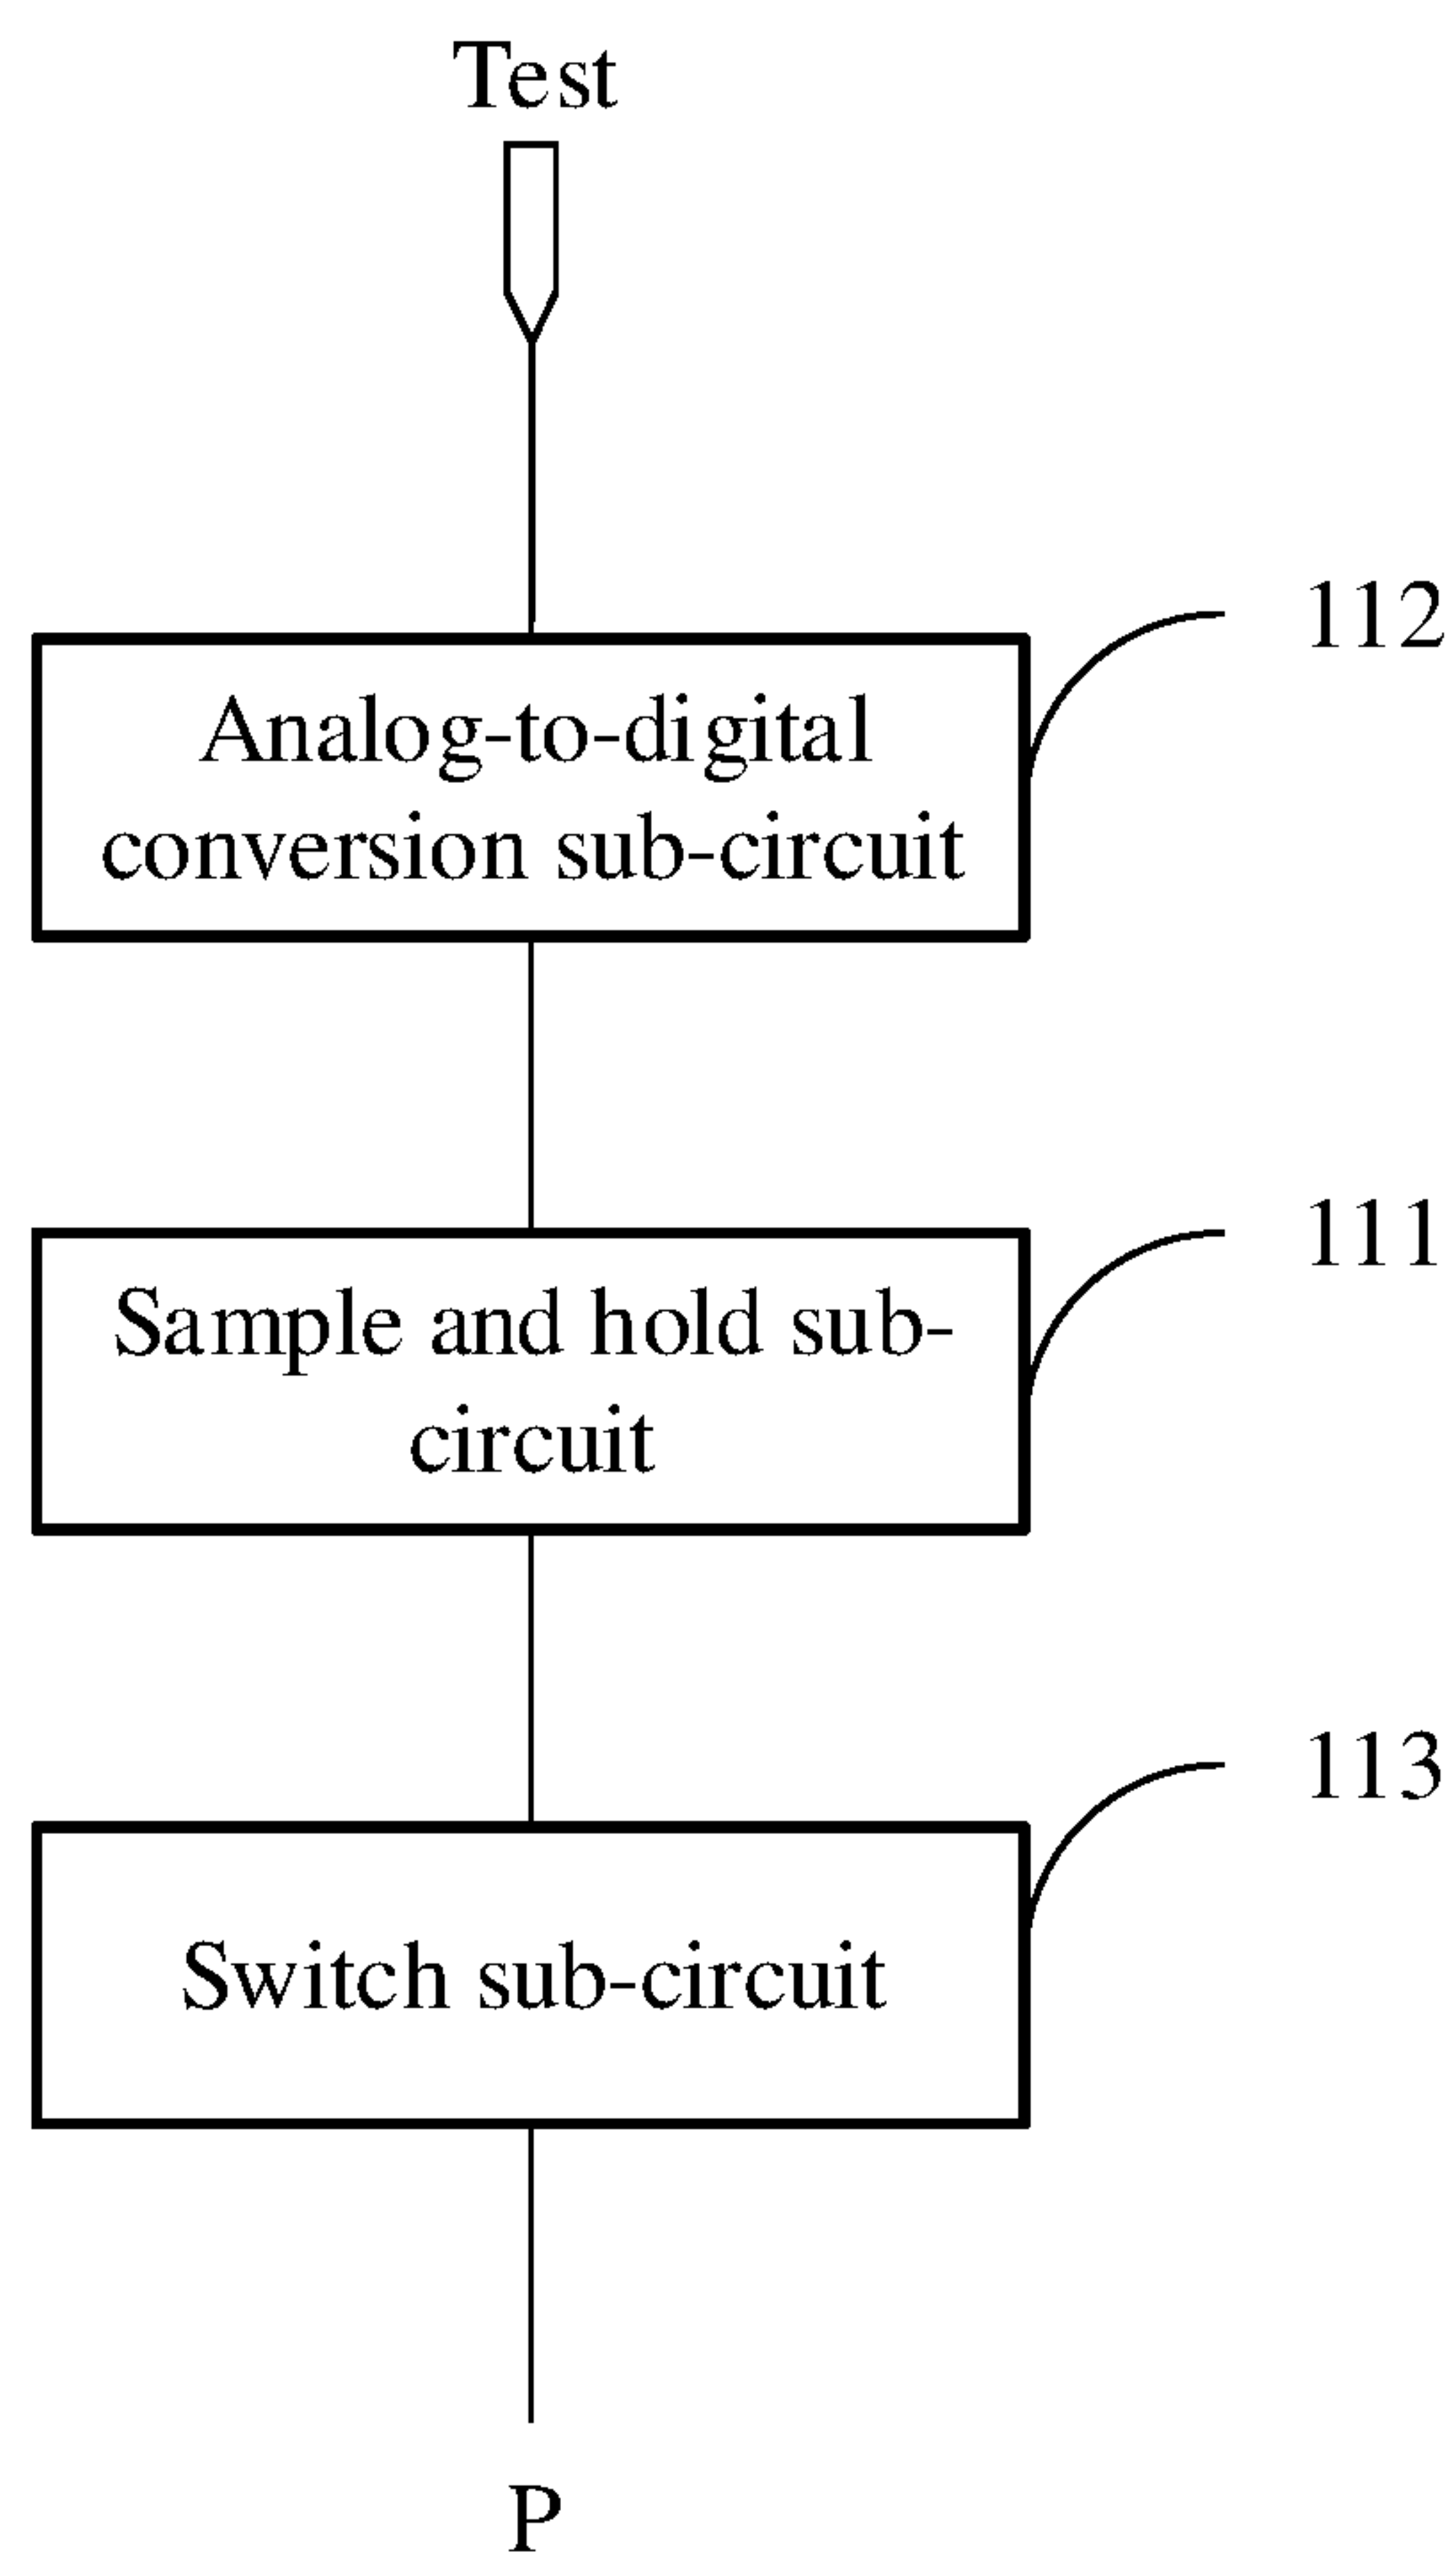 Test
112
Analog-to-digital
conversion sub-circuit
111
Sample and hold sub-
circuit
113
Switch sub-circuit
P